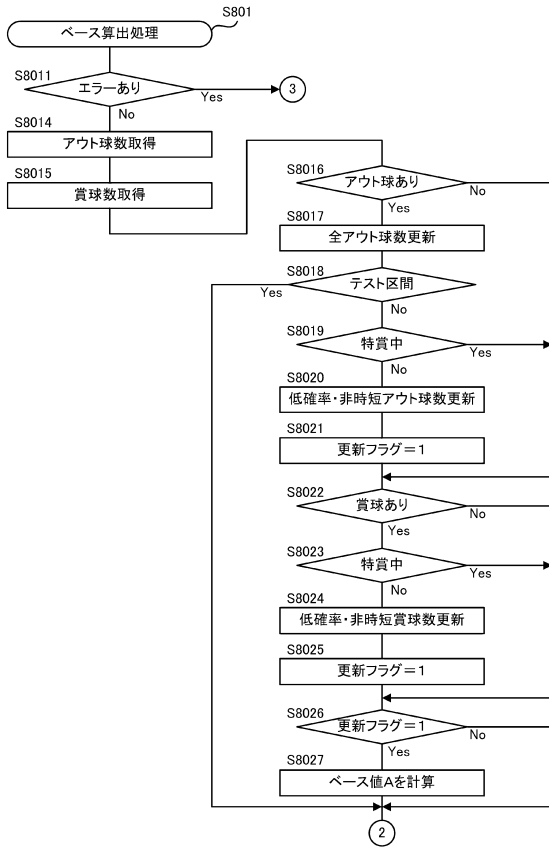 S801
ベース算出処理
S8011
エラーあり
Yes
3
No
S8014
アウト球数取得
S8015
賞球数取得
S8016
アウト球あり
No
Yes
S8017
全アウト球数更新
S8018
テスト区間
Yes
No
S8019
特賞中
Yes
No
S8020
低確率・非時短アウト球数更新
S8021
更新フラグ＝1
S8022
賞球あり
No
Yes
S8023
特賞中
Yes
No
S8024
低確率・非時短賞球数更新
S8025
更新フラグ＝1
S8026
更新フラグ＝1
No
Yes
S8027
ベース値Aを計算
2